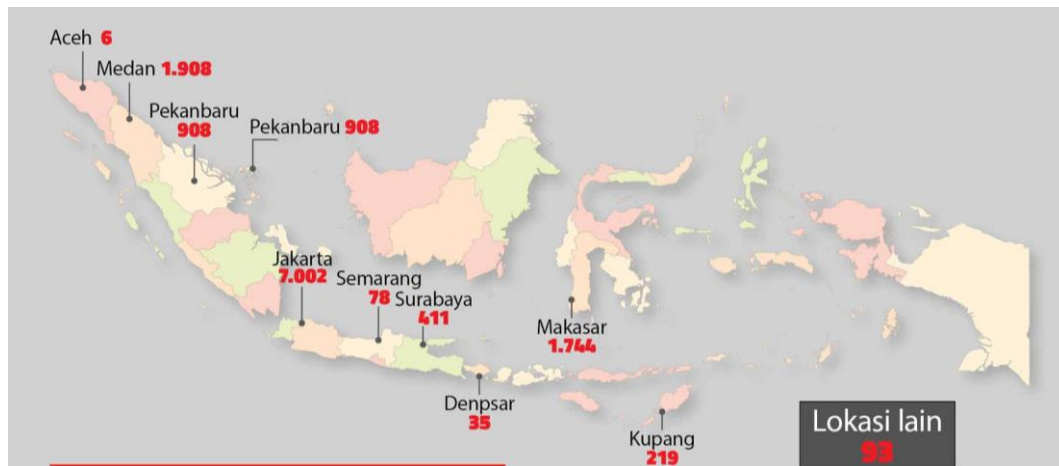 Aceh 6
Medan 1.908
Pekanbaru
908
Pekanbaru 908
Jakarta
7.002
Semarang
78
Surabaya
411
Makasar
1.744
Denpsar
35
Kupang
219
Lokasi lain
93